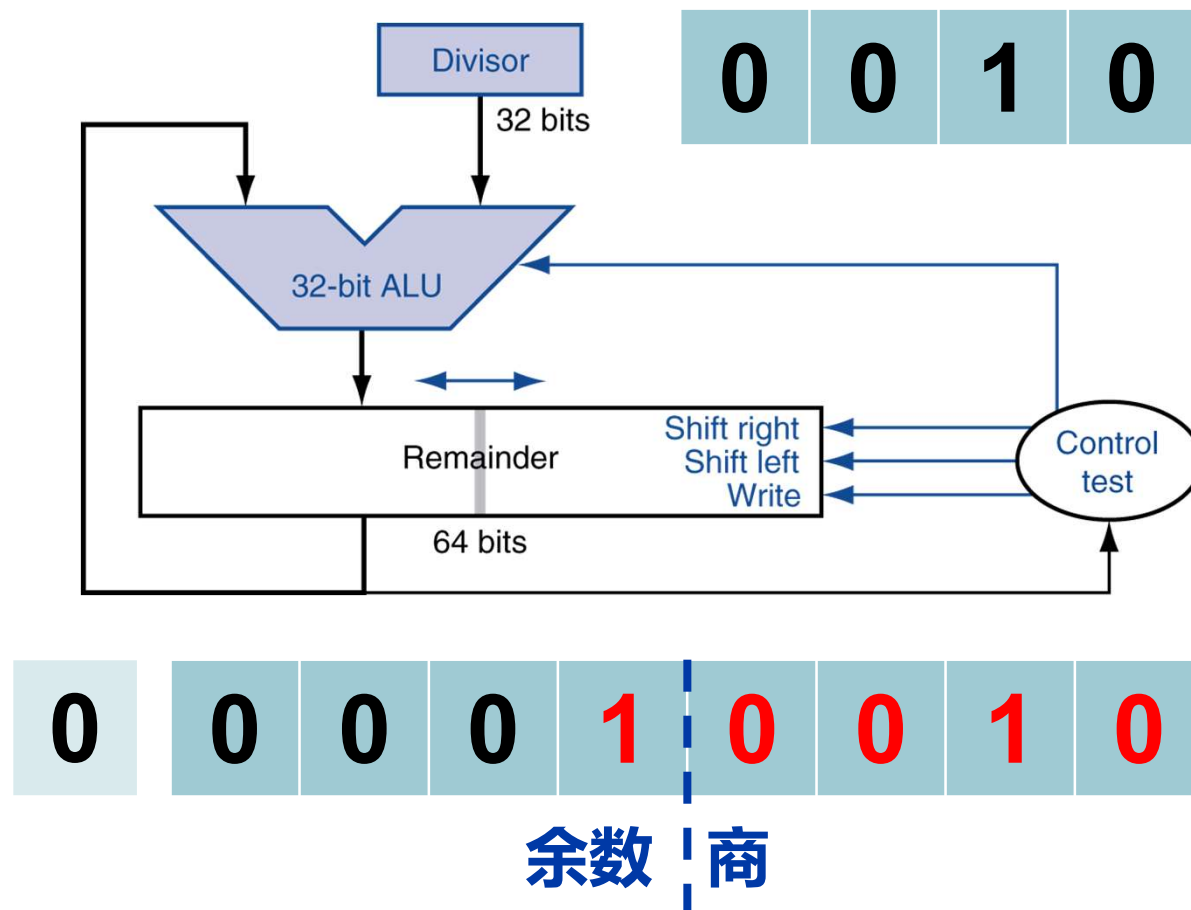 Divisor
0 0 1 0
32 bits
32-bit ALU
Remainder
Shift right
Shift left
Write
Control
test
64 bits
0 0 0 0 1 0 0 1 0
余数 商